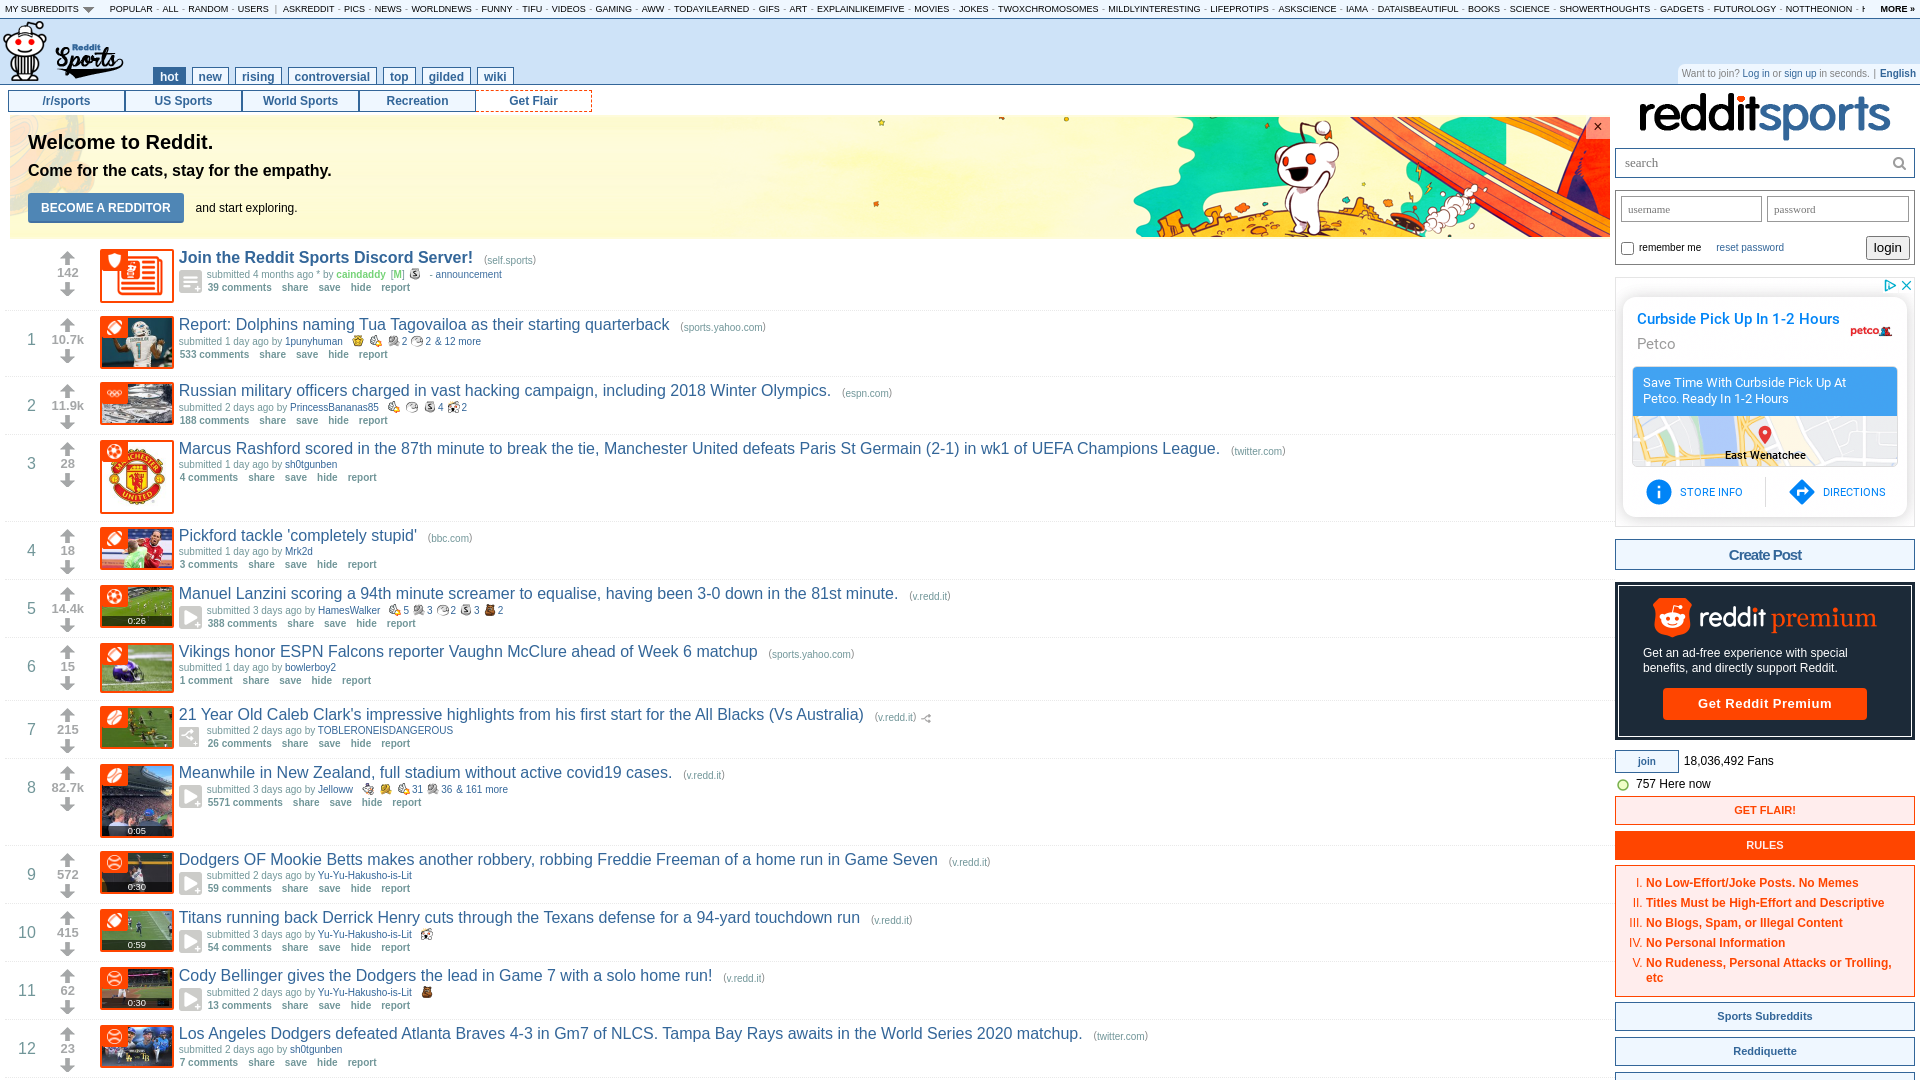 MY SUBREDDITS POPULAR - ALL - RANDOM - USERS | ASKREDDIT - PICS - NEWS - WORLDNEWS - FUNNY - TIFU - VIDEOS - GAMING - AWW - TODAYILEARNED - GIFS - ART - EXPLAINLIKEIMFIVE - MOVIES - JOKES - TWOXCHROMOSOMES - MILDLYINTERESTING - LIFEPROTIPS - ASKSCIENCE - IAMA - DATAISBEAUTIFUL - BOOKS - SCIENCE - SHOWERTHOUGHTS - GADGETS - FUTUROLOGY - NOTTHEONION - MORE »
Reddit
Sports
hot new rising controversial top gilded wiki
Want to join? Log in or sign up in seconds. | English
/r/sports US Sports World Sports Recreation Get Flair
Welcome to Reddit.
Come for the cats, stay for the empathy.
BECOME A REDDITOR and start exploring.
×
142
Join the Reddit Sports Discord Server! (self.sports)
submitted 4 months ago * by caindaddy [M] - announcement
39 comments share save hide report
1
10.7k
Report: Dolphins naming Tua Tagovailoa as their starting quarterback (sports.yahoo.com)
submitted 1 day ago by 1punyhuman 2 2 & 12 more
533 comments share save hide report
2
11.9k
Russian military officers charged in vast hacking campaign, including 2018 Winter Olympics. (espn.com)
submitted 2 days ago by PrincessBananas85 4 2
188 comments share save hide report
3
28
MANCHESTER
UNITED
Marcus Rashford scored in the 87th minute to break the tie, Manchester United defeats Paris St Germain (2-1) in wk1 of UEFA Champions League. (twitter.com)
submitted 1 day ago by sh0tgunben
4 comments share save hide report
4
18
Pickford tackle 'completely stupid' (bbc.com)
submitted 1 day ago by Mrk2d
3 comments share save hide report
5
14.4k
0:26
Manuel Lanzini scoring a 94th minute screamer to equalise, having been 3-0 down in the 81st minute. (v.redd.it)
submitted 3 days ago by HamesWalker 5 3 2 3 2
388 comments share save hide report
6
15
Vikings honor ESPN Falcons reporter Vaughn McClure ahead of Week 6 matchup (sports.yahoo.com)
submitted 1 day ago by bowlerboy2
1 comment share save hide report
7
215
21 Year Old Caleb Clark's impressive highlights from his first start for the All Blacks (Vs Australia) (v.redd.it)
submitted 2 days ago by TOBLERONEISDANGEROUS
26 comments share save hide report
8
82.7k
0:05
Meanwhile in New Zealand, full stadium without active covid19 cases. (v.redd.it)
submitted 3 days ago by Jelloww 31 36 & 161 more
5571 comments share save hide report
9
572
0:30
Dodgers OF Mookie Betts makes another robbery, robbing Freddie Freeman of a home run in Game Seven (v.redd.it)
submitted 2 days ago by Yu-Yu-Hakusho-is-Lit
59 comments share save hide report
10
415
0:59
Titans running back Derrick Henry cuts through the Texans defense for a 94-yard touchdown run (v.redd.it)
submitted 3 days ago by Yu-Yu-Hakusho-is-Lit
54 comments share save hide report
11
62
0:30
Cody Bellinger gives the Dodgers the lead in Game 7 with a solo home run! (v.redd.it)
submitted 2 days ago by Yu-Yu-Hakusho-is-Lit
13 comments share save hide report
12
23
Los Angeles Dodgers defeated Atlanta Braves 4-3 in Gm7 of NLCS. Tampa Bay Rays awaits in the World Series 2020 matchup. (twitter.com)
submitted 2 days ago by sh0tgunben
7 comments share save hide report
redditsports
search
username password
remember me reset password login
Curbside Pick Up In 1-2 Hours
petco
Petco
Save Time With Curbside Pick Up At
Petco. Ready In 1-2 Hours
East Wenatchee
STORE INFO DIRECTIONS
Create Post
reddit premium
Get an ad-free experience with special
benefits, and directly support Reddit.
Get Reddit Premium
join 18,036,492 Fans
757 Here now
GET FLAIR!
RULES
I. No Low-Effort/Joke Posts. No Memes
II. Titles Must be High-Effort and Descriptive
III. No Blogs, Spam, or Illegal Content
IV. No Personal Information
V. No Rudeness, Personal Attacks or Trolling,
etc
Sports Subreddits
Reddiquette